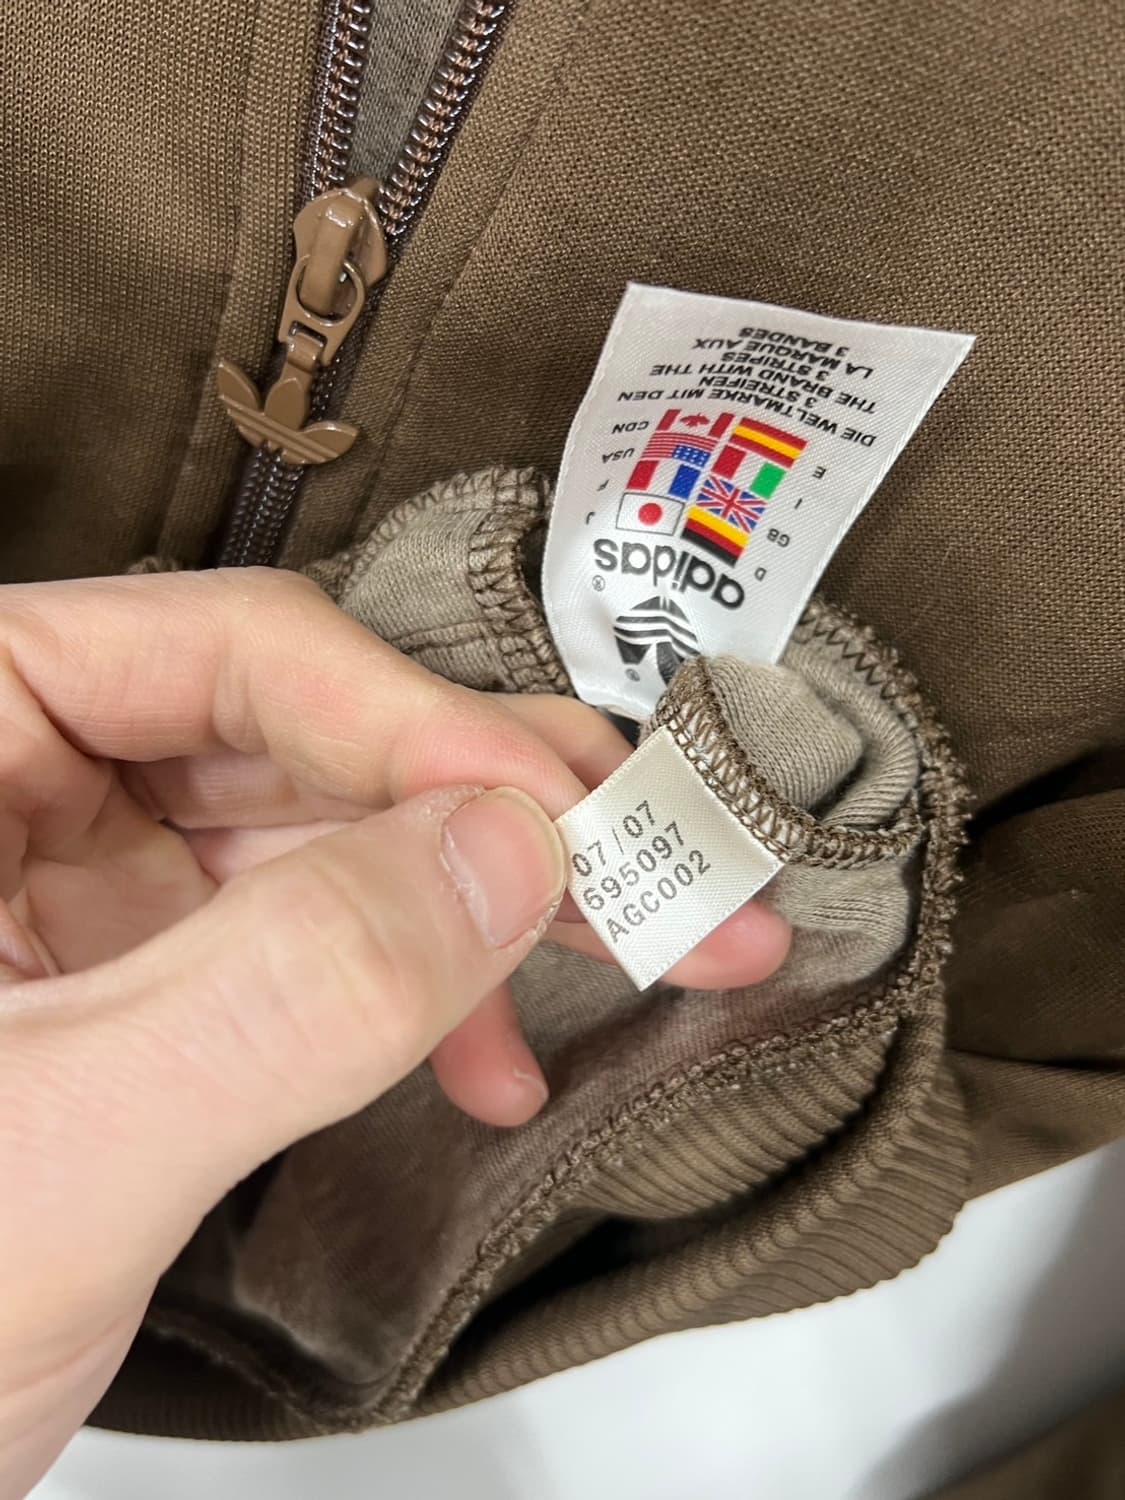 adidas
®
®
D
J
GB
F
I
USA
E
CDN
DIE WELTMARKE MIT DEN
3 STREIFEN
THE BRAND WITH THE
3 STRIPES
LA MARQUE AUX
3 BANDES
07/07
695097
AGC002